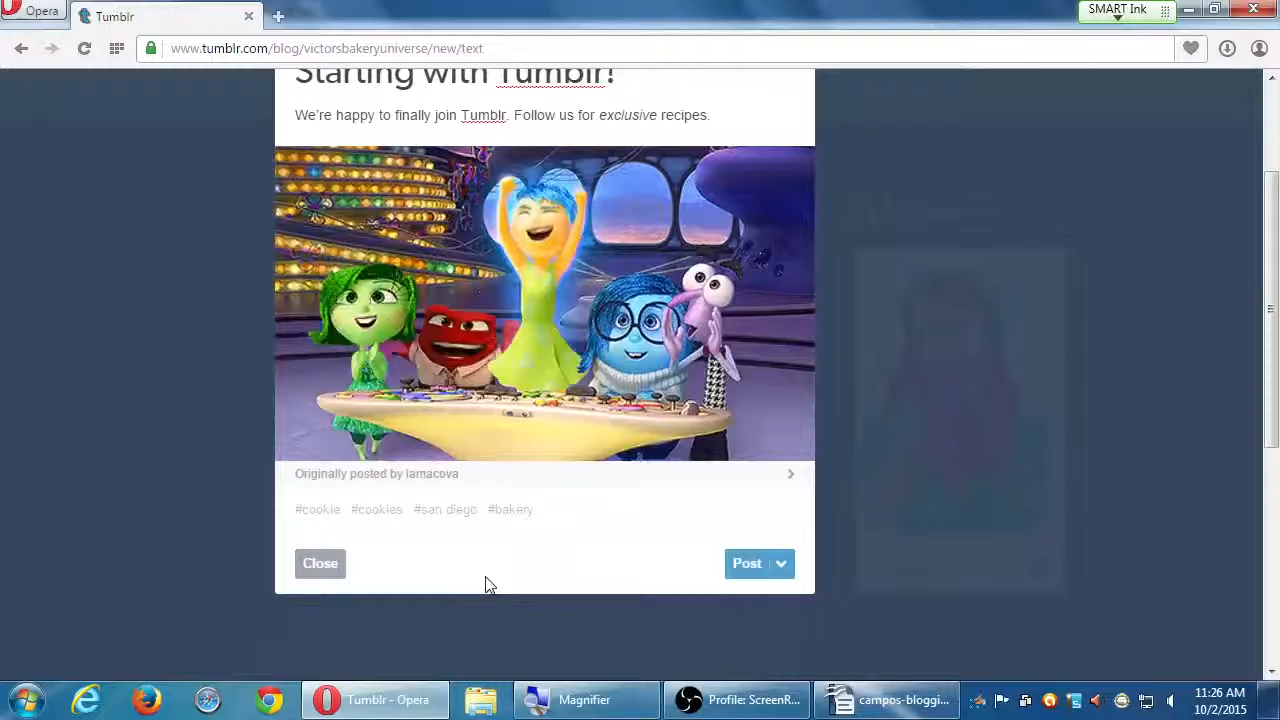 Opera
Tumblr
SMART Ink
www.tumblr.com/blog/victorsbakeryuniverse/new/text
Starting with Tumblr!
We're happy to finally join Tumblr. Follow us for exclusive recipes.
Originally posted by lamacova
#cookie #cookies #san diego #bakery
Close
Post
Tumblr - Opera
Magnifier
Profile: ScreenR...
campos-bloggi...
11:26 AM
10/2/2015